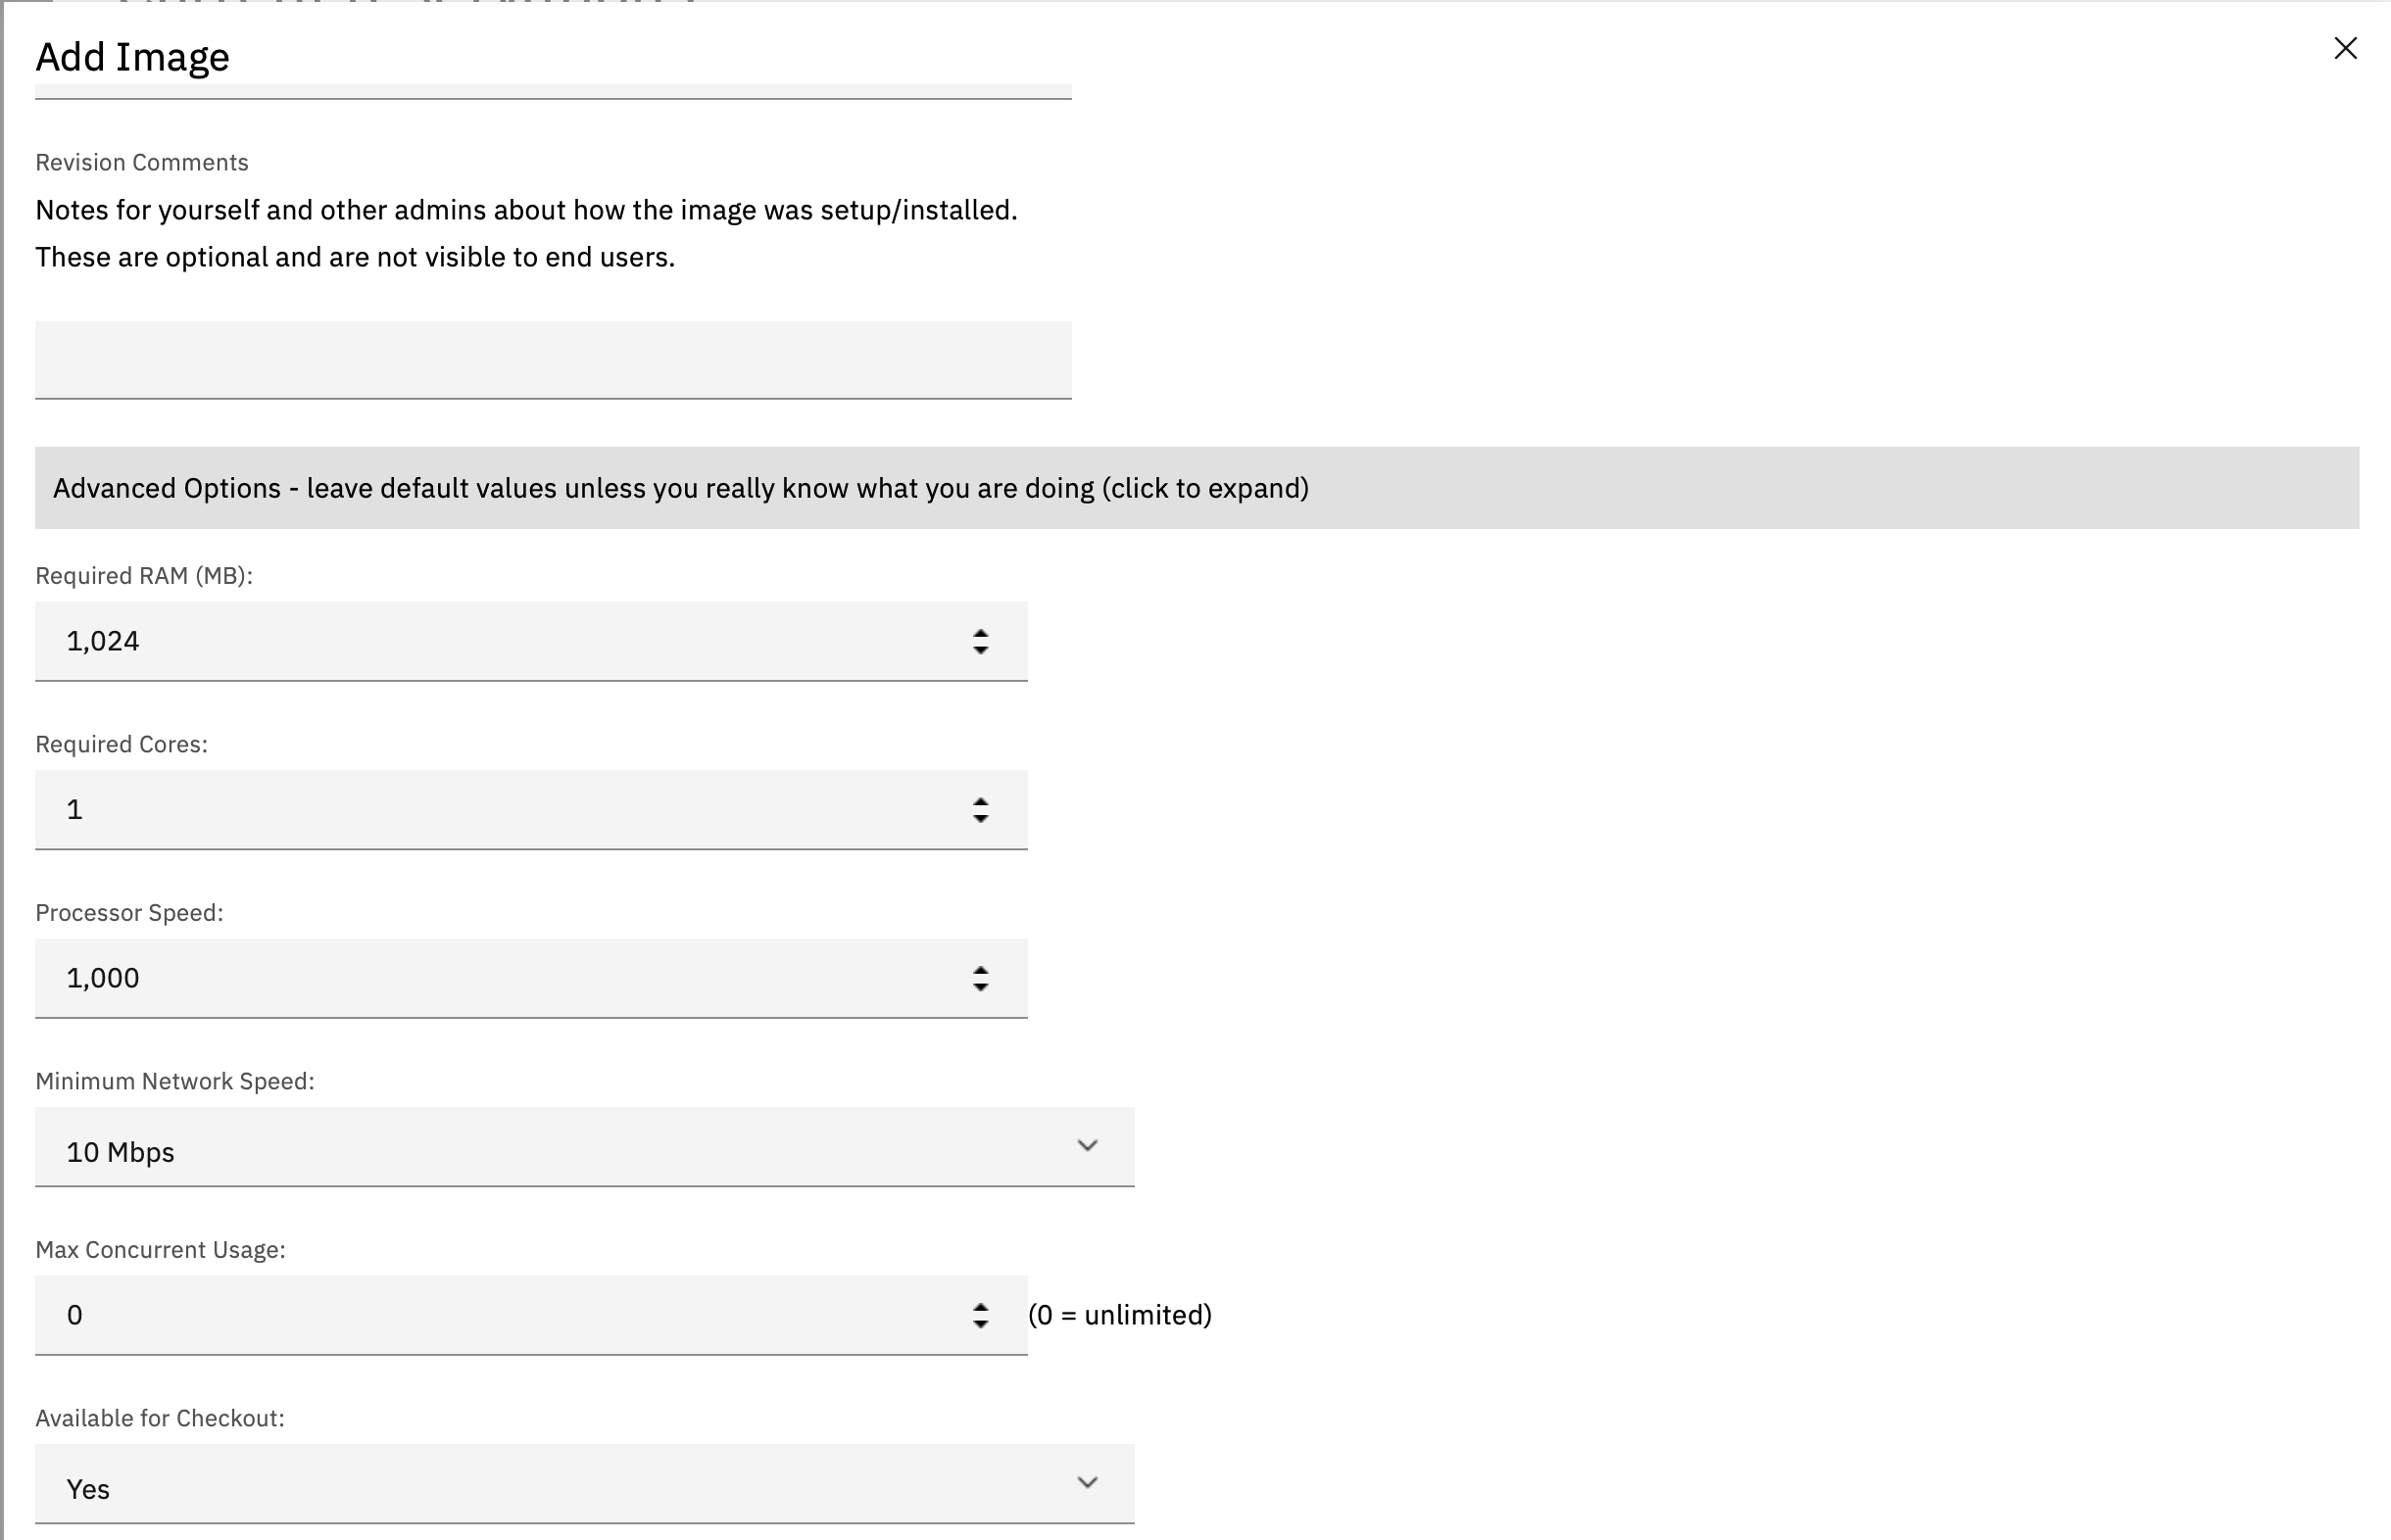 Add Image
Revision Comments
Notes for yourself and other admins about how the image was setup/installed.
These are optional and are not visible to end users.
Advanced Options - leave default values unless you really know what you are doing (click to expand)
Required RAM (MB):
1,024
Required Cores:
1
Processor Speed:
1,000
Minimum Network Speed:
10 Mbps
Max Concurrent Usage:
0
(0 = unlimited)
Available for Checkout:
Yes